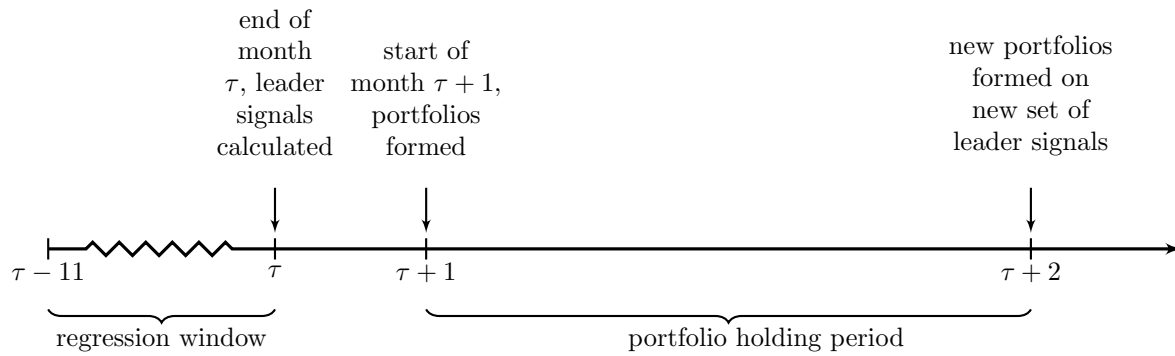 end of
month
τ, leader
signals
calculated
start of
month τ + 1,
portfolios
formed
new portfolios
formed on
new set of
leader signals
τ − 11
τ
τ + 1
τ + 2
regression window
portfolio holding period